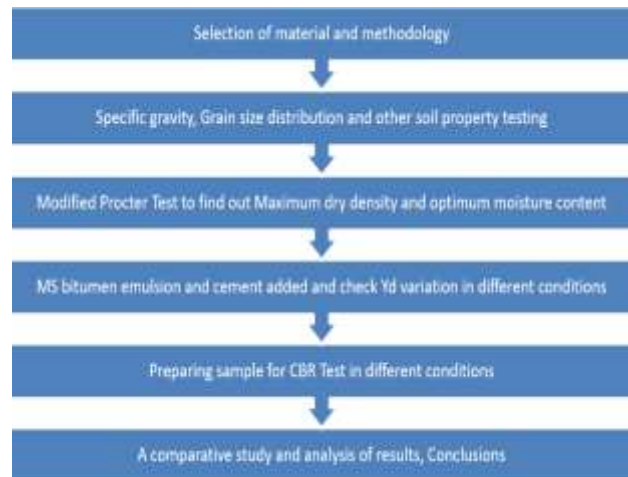 Selection of material and methodology
Specific gravity, Grain size distribution and other soil property testing
Modified Procter Test to find out Maximum dry density and optimum moisture content
MS bitumen emulsion and cement added and check Yd variation in different conditions
Preparing sample for CBR Test in different conditions
A comparative study and analysis of results, Conclusions